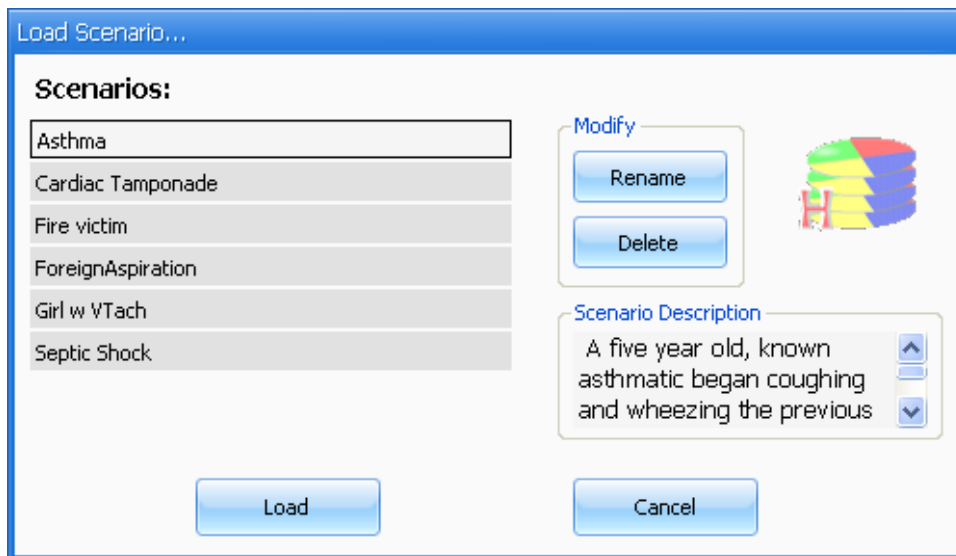 Load Scenario...
Scenarios:
Asthma
Cardiac Tamponade
Fire victim
ForeignAspiration
Girl w VTach
Septic Shock
Modify
Rename
Delete
H
Scenario Description
A five year old, known
asthmatic began coughing
and wheezing the previous
Load
Cancel